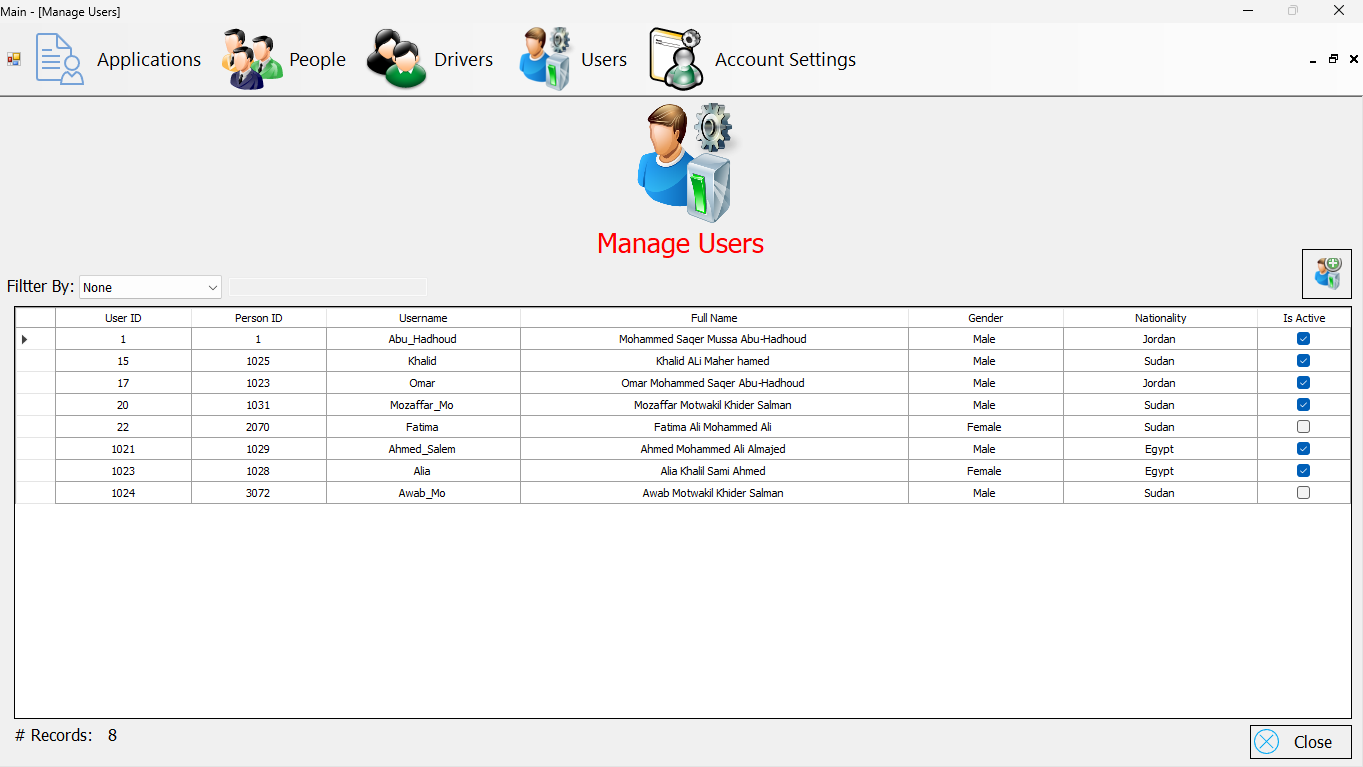 Main - [Manage Users]
Applications People Drivers Users Account Settings
Manage Users
Filtter By: None
User ID Person ID Username Full Name Gender Nationality Is Active
1 1 Abu_Hadhoud Mohammed Saqer Mussa Abu-Hadhoud Male Jordan
15 1025 Khalid Khalid ALi Maher hamed Male Sudan
17 1023 Omar Omar Mohammed Saqer Abu-Hadhoud Male Jordan
20 1031 Mozaffar_Mo Mozaffar Motwakil Khider Salman Male Sudan
22 2070 Fatima Fatima Ali Mohammed Ali Female Sudan
1021 1029 Ahmed_Salem Ahmed Mohammed Ali Almajed Male Egypt
1023 1028 Alia Alia Khalil Sami Ahmed Female Egypt
1024 3072 Awab_Mo Awab Motwakil Khider Salman Male Sudan
# Records: 8
Close